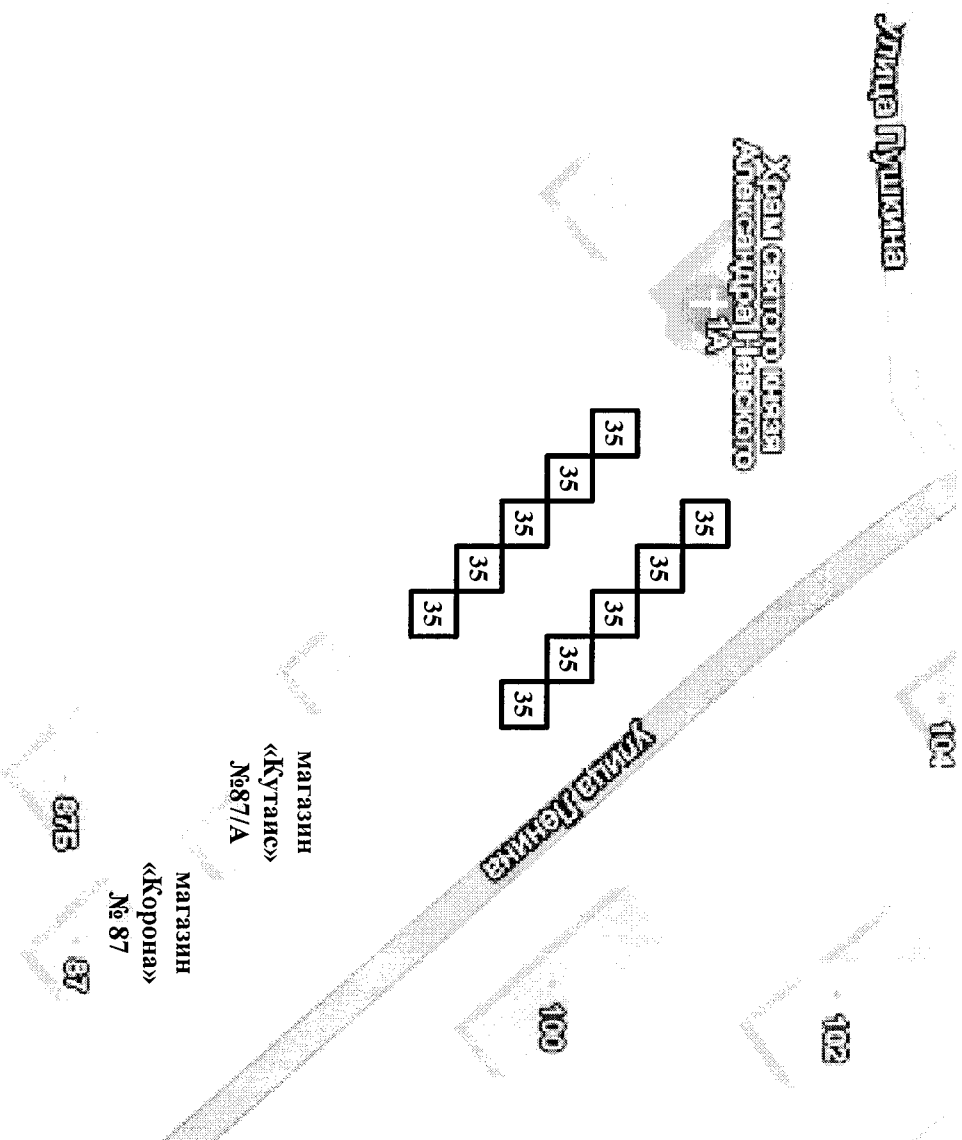 Улица Пушкина
Храм святого князя
Александра Невского
1А
35
35
35
35
35
35
35
35
35
35
Улица Ленина
104
102
100
магазин
«Кутаис»
№87/А
магазин
«Корона»
№ 87
87Б
87